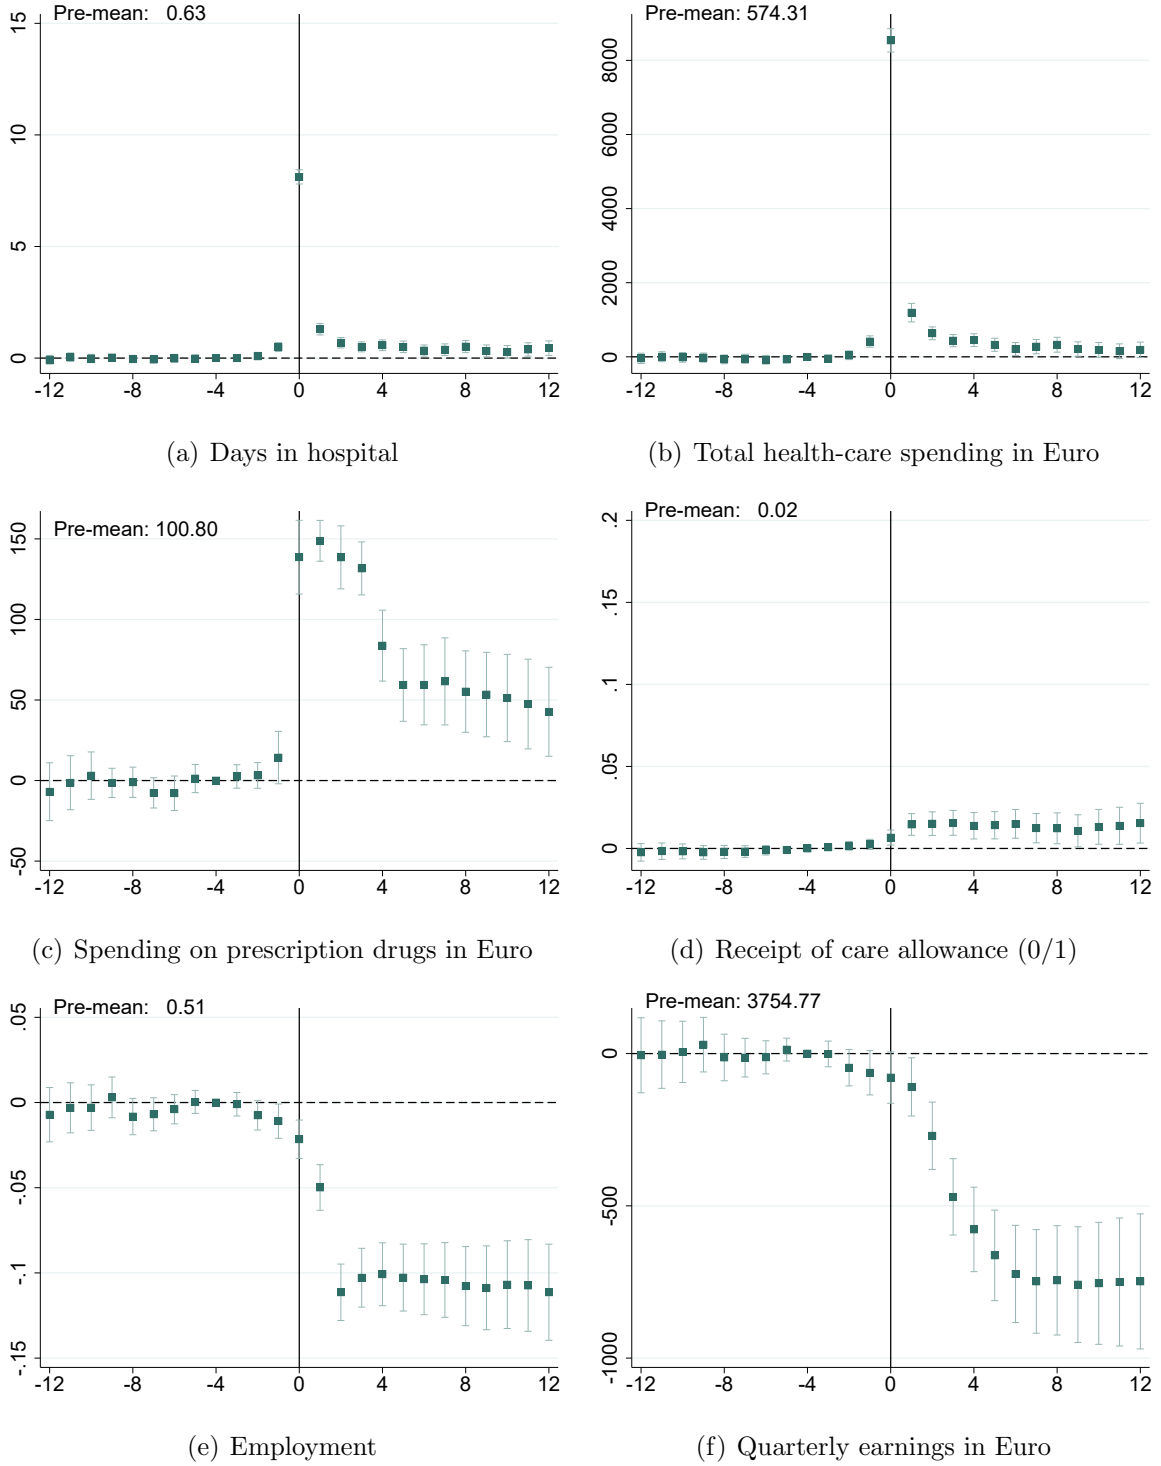 Pre-mean: 0.63
15
10
5
0
-12 -8 -4 0 4 8 12
(a) Days in hospital
Pre-mean: 574.31
8000
6000
4000
2000
0
-12 -8 -4 0 4 8 12
(b) Total health-care spending in Euro
Pre-mean: 100.80
150
100
50
0
-50
-12 -8 -4 0 4 8 12
(c) Spending on prescription drugs in Euro
Pre-mean: 0.02
.2
.15
.1
.05
0
-12 -8 -4 0 4 8 12
(d) Receipt of care allowance (0/1)
Pre-mean: 0.51
.05
0
-.05
-.1
-.15
-12 -8 -4 0 4 8 12
(e) Employment
Pre-mean: 3754.77
0
-500
-1000
-12 -8 -4 0 4 8 12
(f) Quarterly earnings in Euro